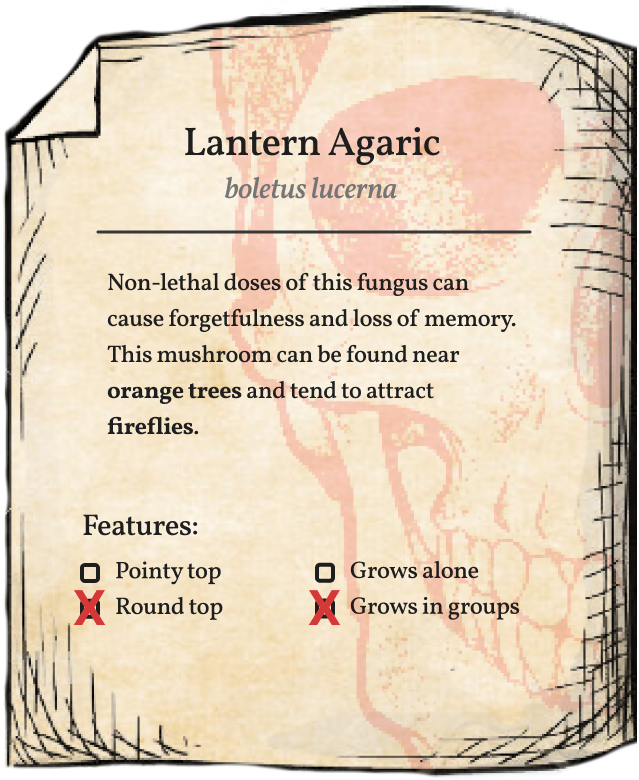 Lantern Agaric
boletus lucerna
Non-lethal doses of this fungus can
cause forgetfulness and loss of memory.
This mushroom can be found near
orange trees and tend to attract
fireflies.
Features:
Pointy top
Grows alone
Round top
Grows in groups